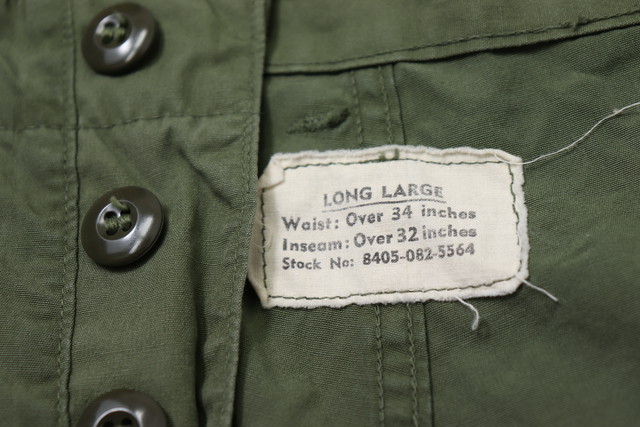 LONG LARGE
Waist: Over 34 inches
Inseam: Over 32 inches
Stock No: 8405-082-5564